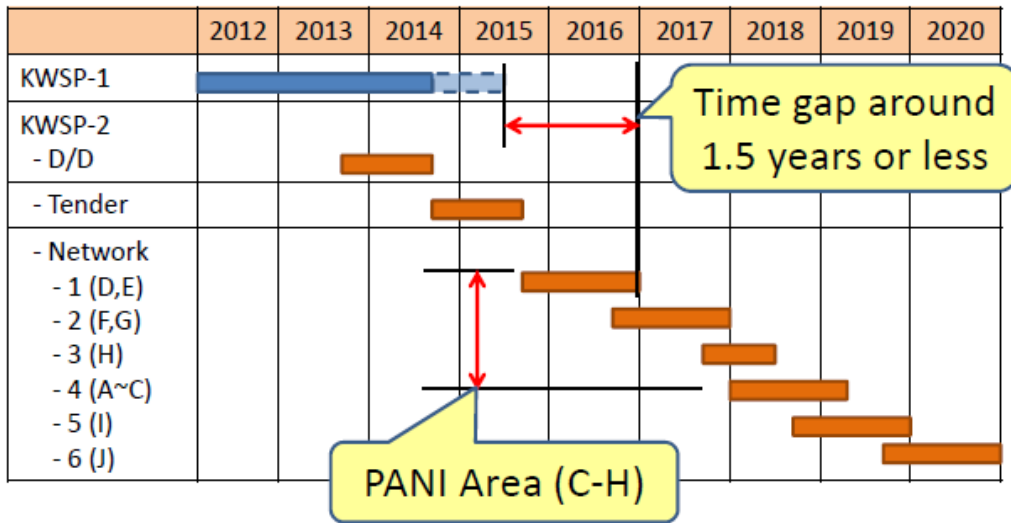 2012 2013 2014 2015 2016 2017 2018 2019 2020
KWSP-1
KWSP-2
- D/D
- Tender
- Network
- 1 (D,E)
- 2 (F,G)
- 3 (H)
- 4 (A~C)
- 5 (I)
- 6 (J)
Time gap around
1.5 years or less
PANI Area (C-H)